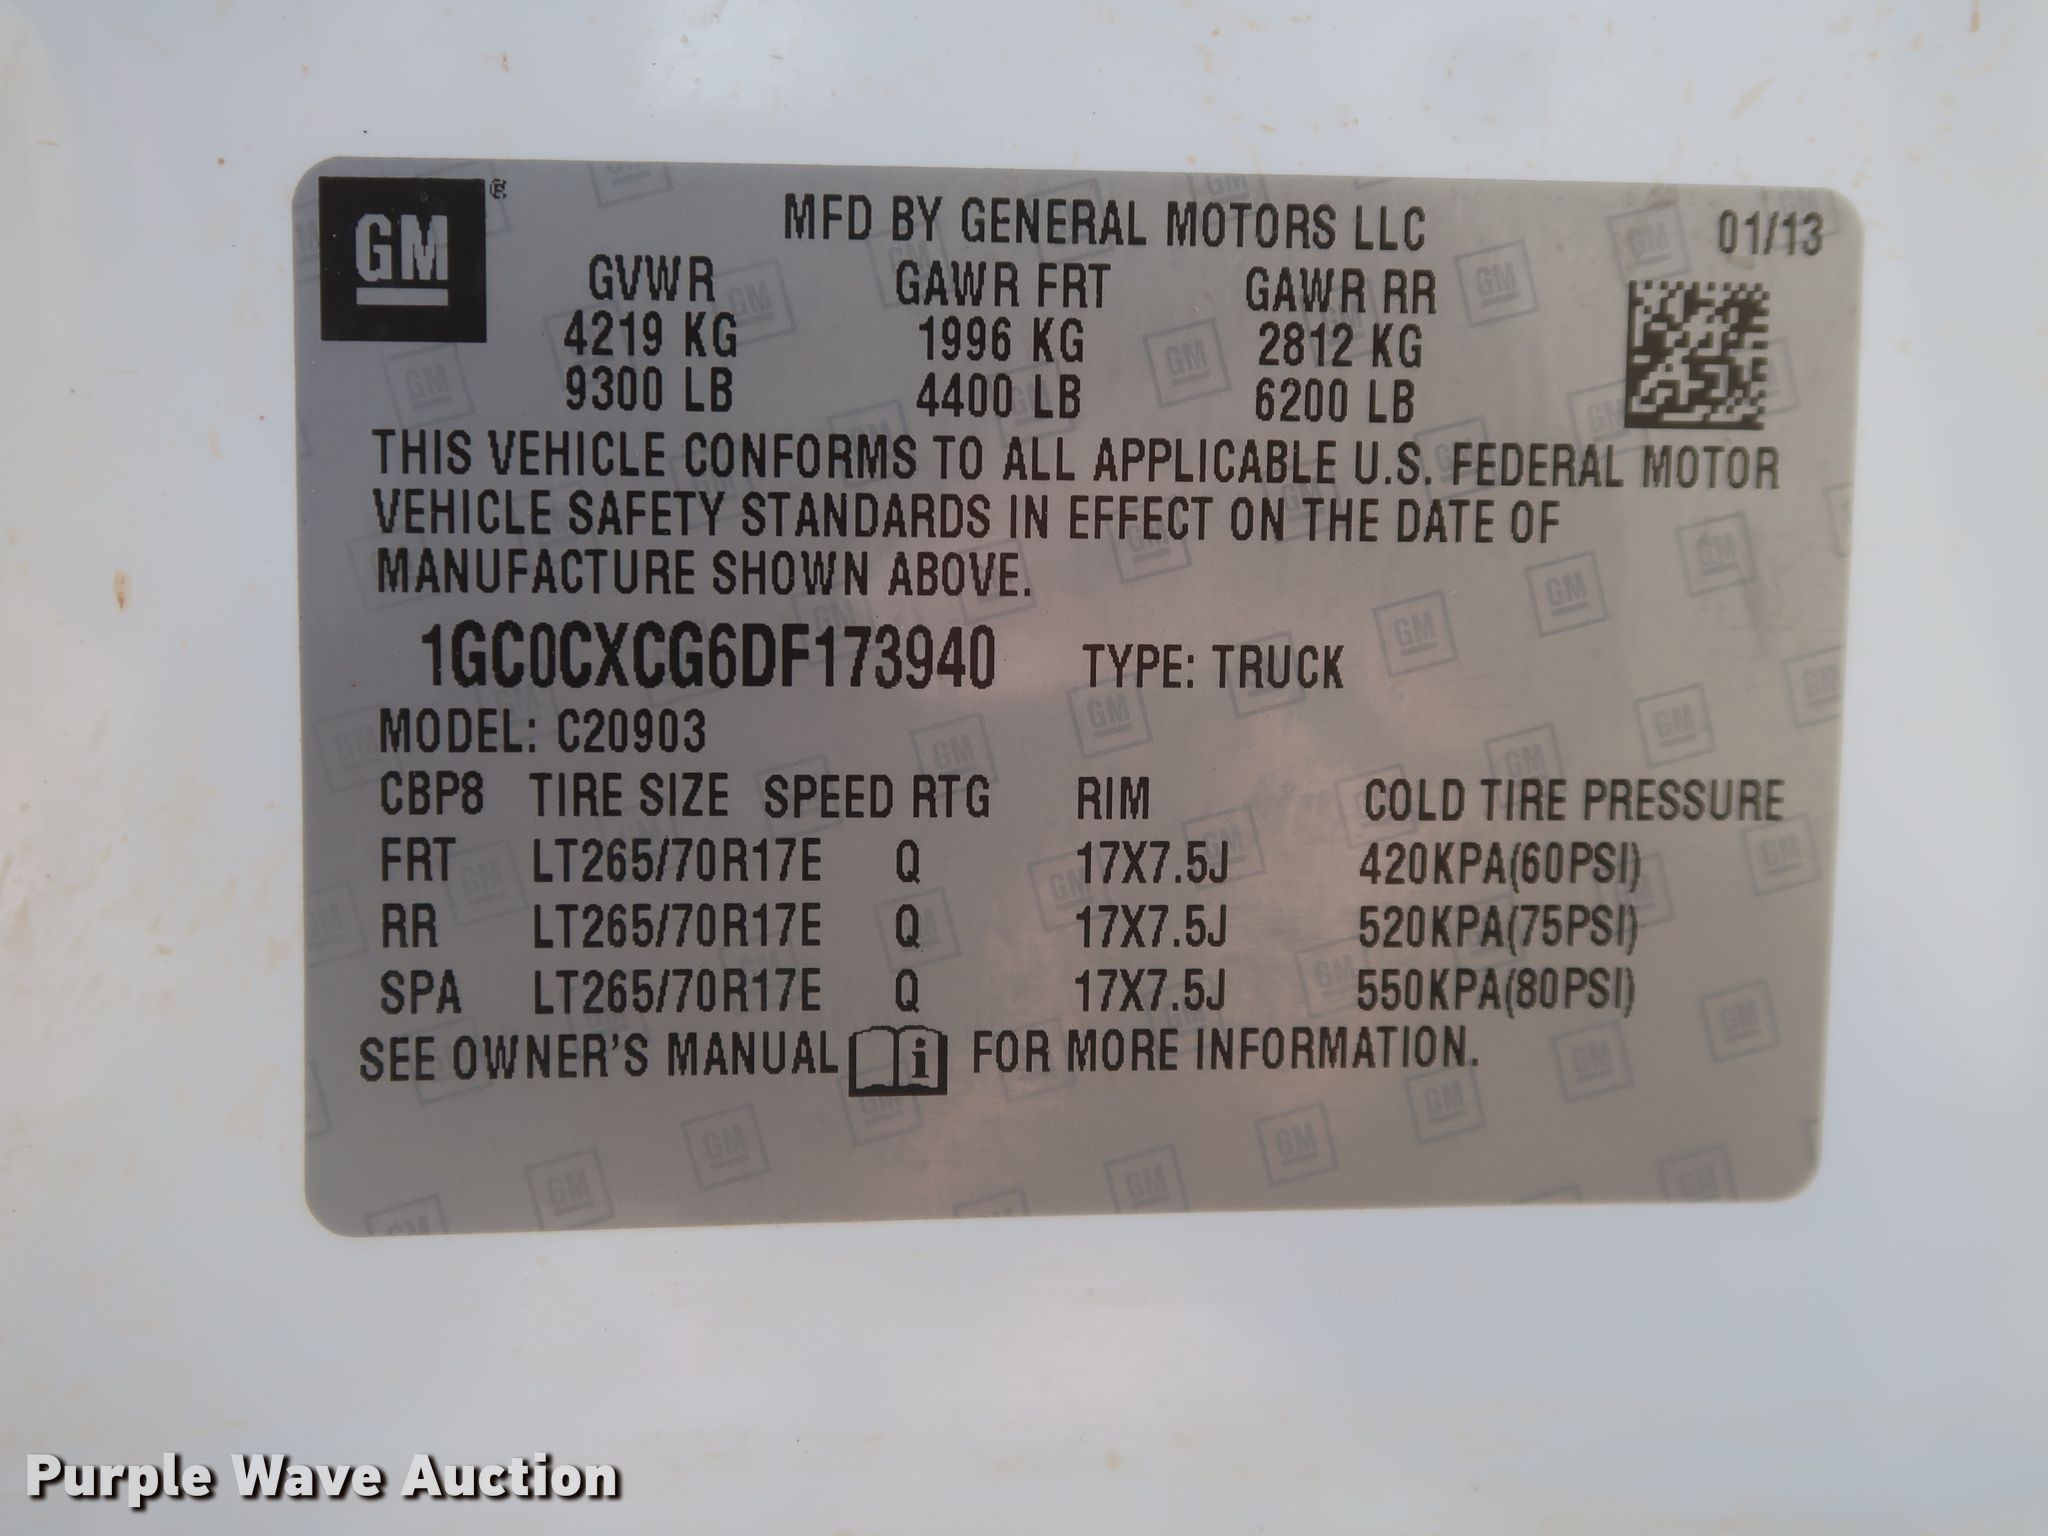 GM ®
MFD BY GENERAL MOTORS LLC 01/13
GVWR GAWR FRT GAWR RR
4219 KG 1996 KG 2812 KG
9300 LB 4400 LB 6200 LB
THIS VEHICLE CONFORMS TO ALL APPLICABLE U.S. FEDERAL MOTOR
VEHICLE SAFETY STANDARDS IN EFFECT ON THE DATE OF
MANUFACTURE SHOWN ABOVE.
1GC0CXCG6DF173940 TYPE: TRUCK
MODEL: C20903
CBP8 TIRE SIZE SPEED RTG RIM COLD TIRE PRESSURE
FRT LT265/70R17E Q 17X7.5J 420KPA(60PSI)
RR LT265/70R17E Q 17X7.5J 520KPA(75PSI)
SPA LT265/70R17E Q 17X7.5J 550KPA(80PSI)
SEE OWNER'S MANUAL i FOR MORE INFORMATION.
Purple Wave Auction